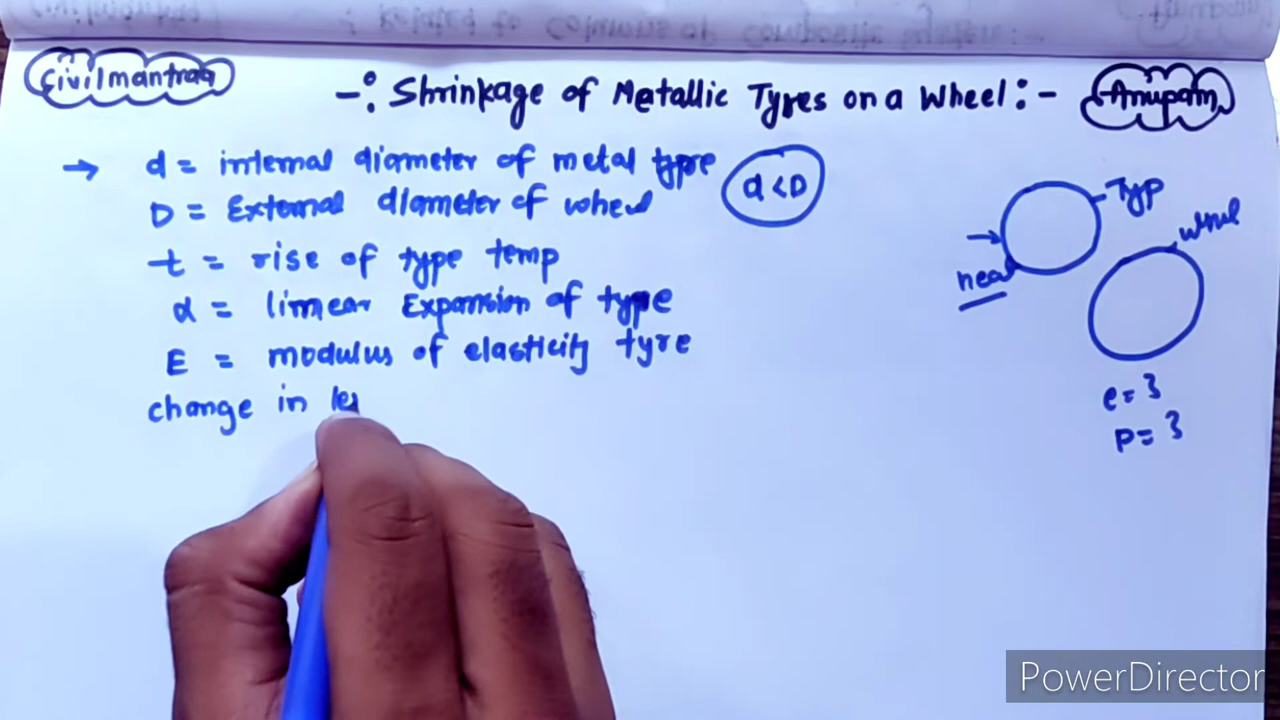 Civilmantraa
-: Shrinkage of Metallic Tyres on a Wheel :-
Anupam
→ d = internal diameter of metal type
D = External diameter of wheel
d < D
t = rise of type temp
α = linear Expansion of type
E = modulus of elasticity tyre
change in le
Typ
wheel
heat
e = 3
p = 3
PowerDirector